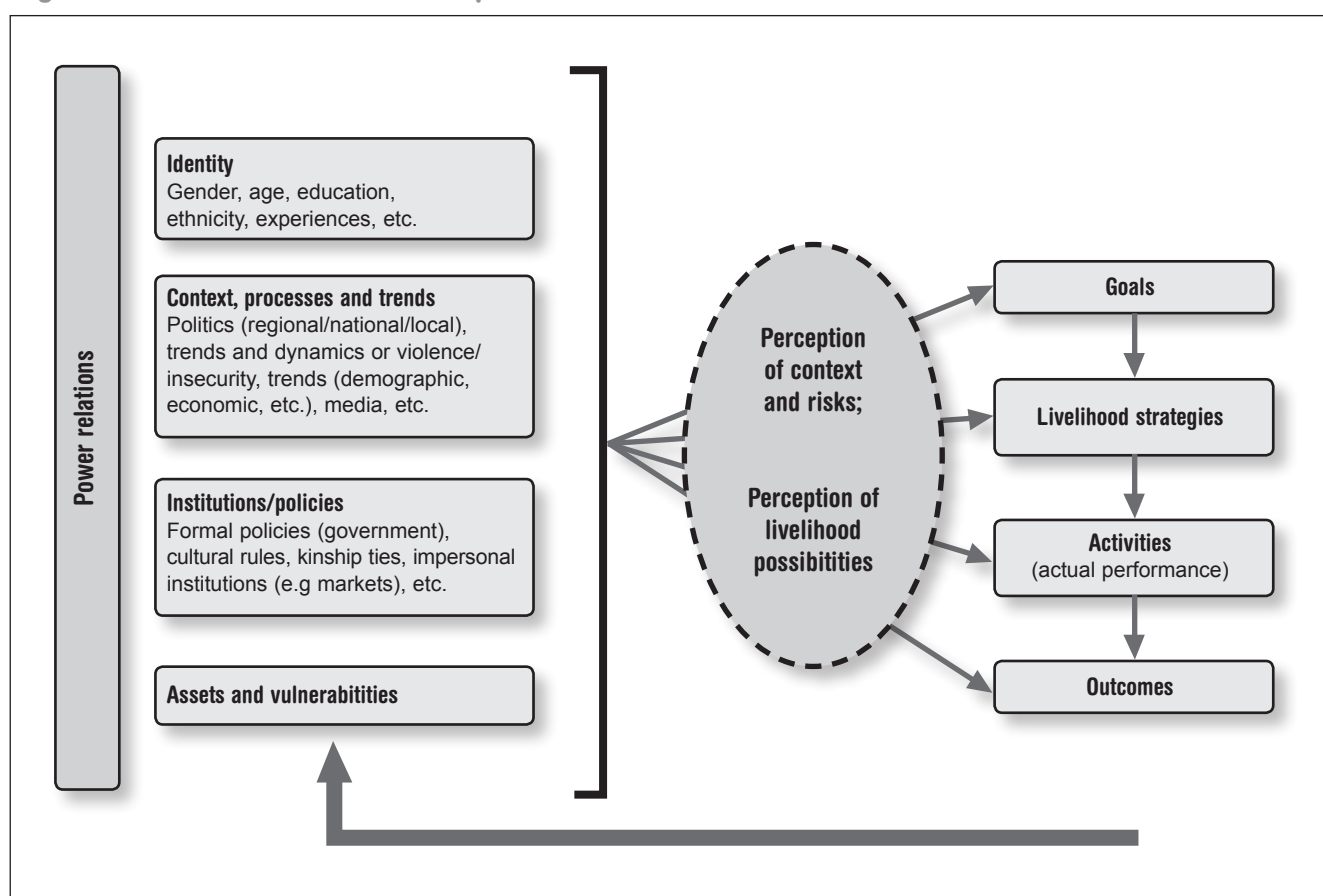 Power relations
Identity
Gender, age, education,
ethnicity, experiences, etc.
Context, processes and trends
Politics (regional/national/local),
trends and dynamics or violence/
insecurity, trends (demographic,
economic, etc.), media, etc.
Institutions/policies
Formal policies (government),
cultural rules, kinship ties, impersonal
institutions (e.g markets), etc.
Assets and vulnerabitities
Perception
of context
and risks;
Perception of
livelihood
possibitities
Goals
Livelihood strategies
Activities
(actual performance)
Outcomes